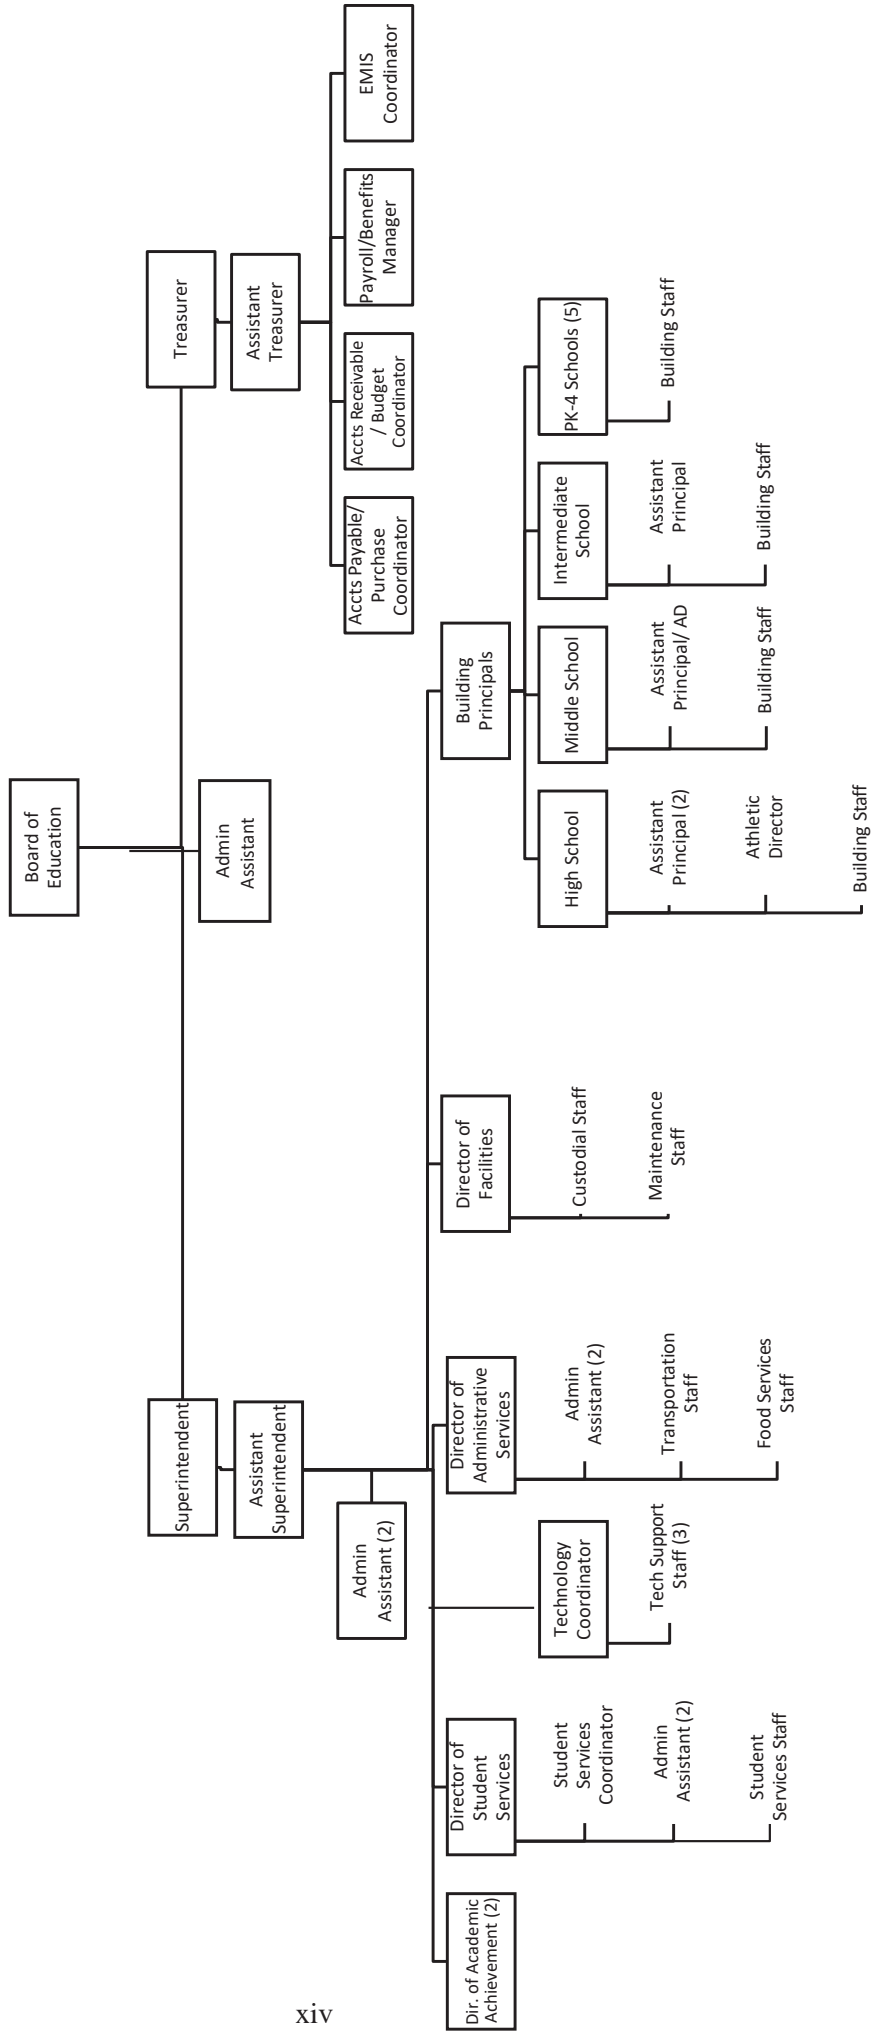 Board of
Education
Admin
Assistant
Superintendent
Treasurer
Assistant
Superintendent
Assistant
Treasurer
Admin
Assistant (2)
Accts Payable/
Purchase
Coordinator
Accts Receivable
/ Budget
Coordinator
Payroll/Benefits
Manager
EMIS
Coordinator
Dir. of Academic
Achievement (2)
Director of
Student
Services
Student
Services
Coordinator
Admin
Assistant (2)
Student
Services Staff
Technology
Coordinator
Tech Support
Staff (3)
Director of
Administrative
Services
Admin
Assistant (2)
Transportation
Staff
Food Services
Staff
Director of
Facilities
Custodial Staff
Maintenance
Staff
Building
Principals
High School
Assistant
Principal (2)
Athletic
Director
Building Staff
Middle School
Assistant
Principal/ AD
Building Staff
Intermediate
School
Assistant
Principal
Building Staff
PK-4 Schools (5)
Building Staff
xiv